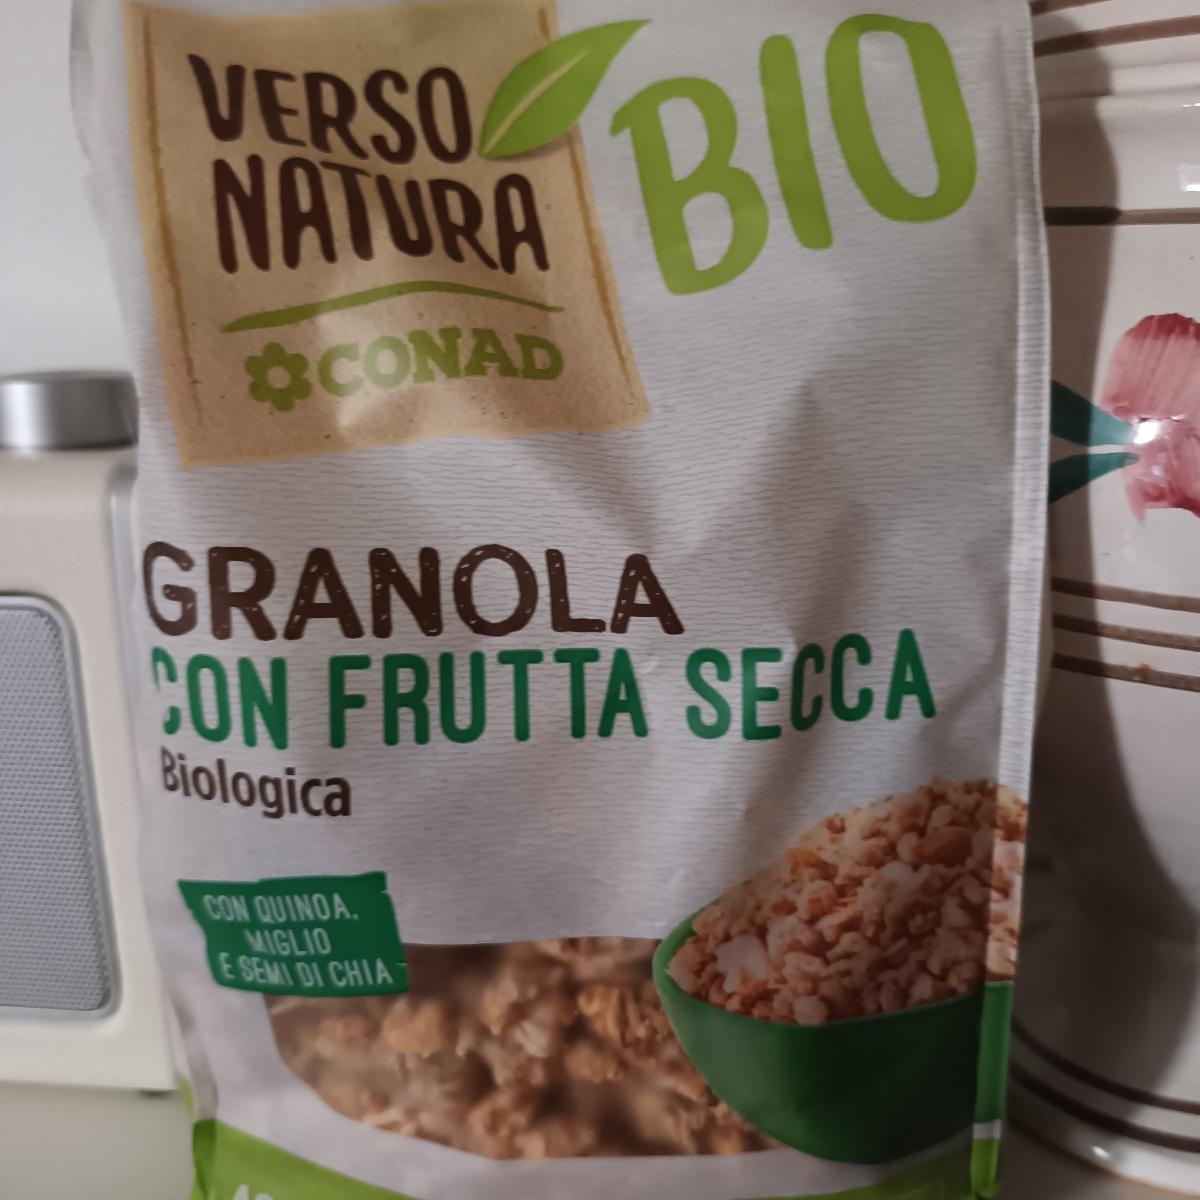 VERSO
NATURA
CONAD
BIO
GRANOLA
CON FRUTTA SECCA
Biologica
CON QUINOA,
MIGLIO
E SEMI DI CHIA